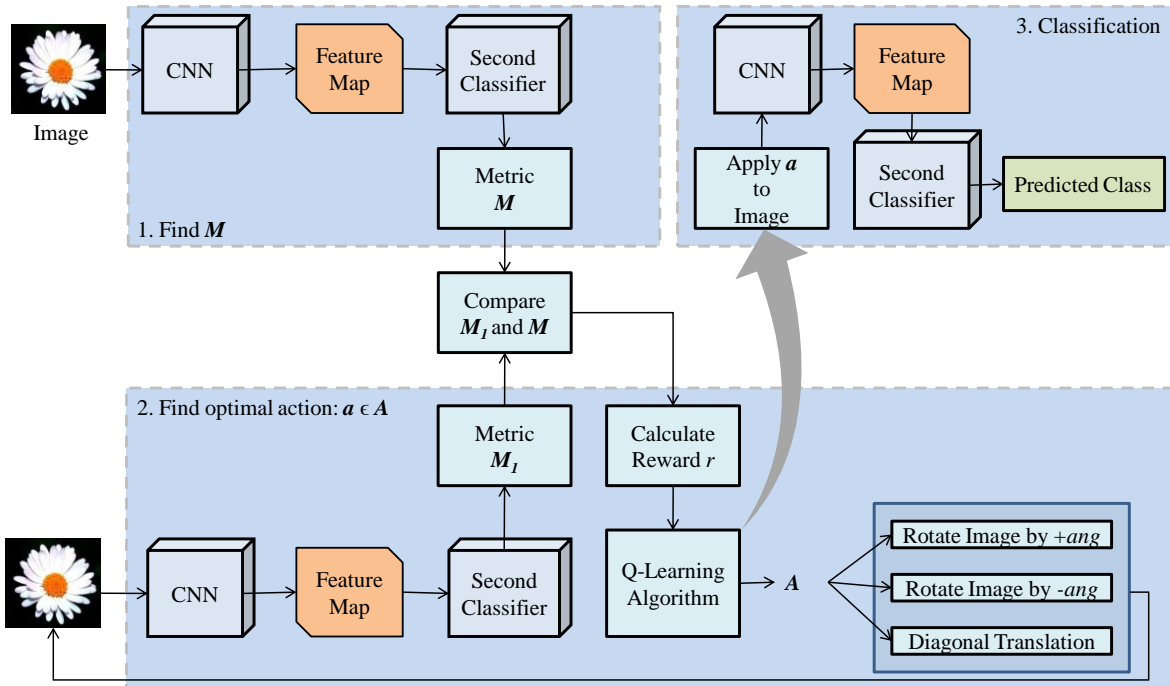 Image
CNN
Feature
Map
Second
Classifier
Metric
M
1. Find M
3. Classification
CNN
Feature
Map
Apply a
to
Image
Second
Classifier
Predicted Class
Compare
M1 and M
2. Find optimal action: a ϵ A
Metric
M1
Calculate
Reward r
CNN
Feature
Map
Second
Classifier
Q-Learning
Algorithm
A
Rotate Image by +ang
Rotate Image by -ang
Diagonal Translation